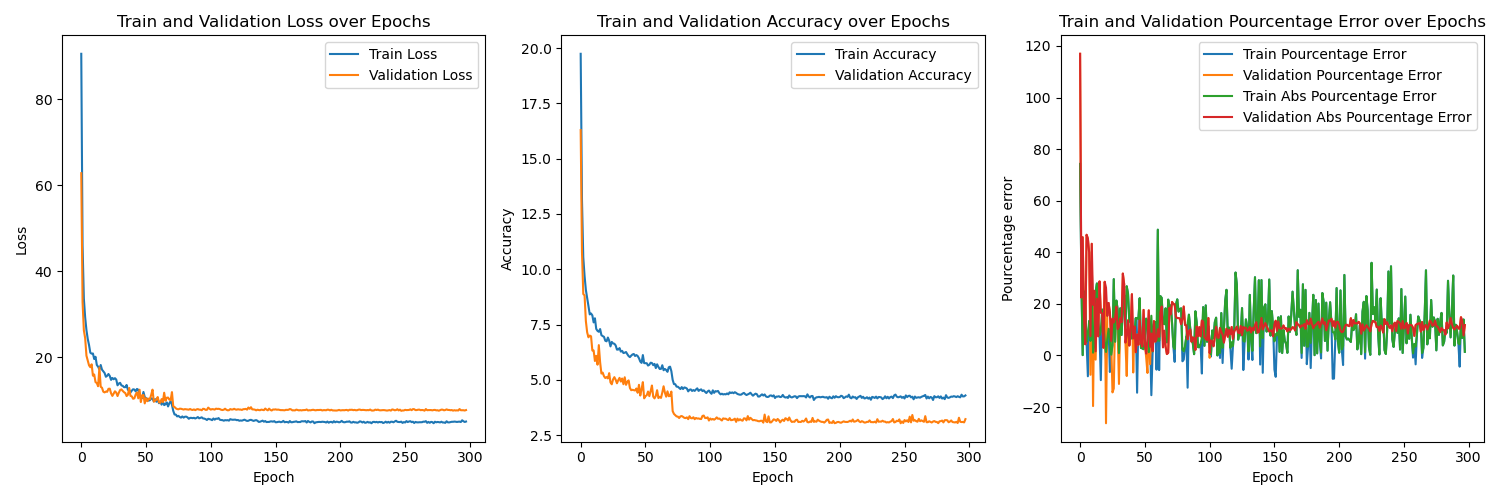 Train and Validation Loss over Epochs
Train Loss
Validation Loss
80
60
40
20
Loss
0
50
100
150
200
250
300
Epoch
Train and Validation Accuracy over Epochs
Train Accuracy
Validation Accuracy
20.0
17.5
15.0
12.5
10.0
7.5
5.0
2.5
Accuracy
0
50
100
150
200
250
300
Epoch
Train and Validation Pourcentage Error over Epochs
Train Pourcentage Error
Validation Pourcentage Error
Train Abs Pourcentage Error
Validation Abs Pourcentage Error
120
100
80
60
40
20
0
−20
Pourcentage error
0
50
100
150
200
250
300
Epoch